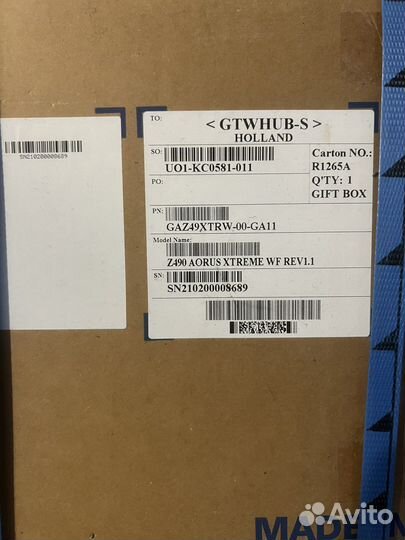 SN210200008689
TO:
< GTWHUB-S >
HOLLAND
SO:
UO1-KC0581-011
Carton NO.:
R1265A
PO:
Q'TY: 1
GIFT BOX
PN:
GAZ49XTRW-00-GA11
Model Name:
Z490 AORUS XTREME WF REV1.1
SN:
SN210200008689
MADE IN
Avito